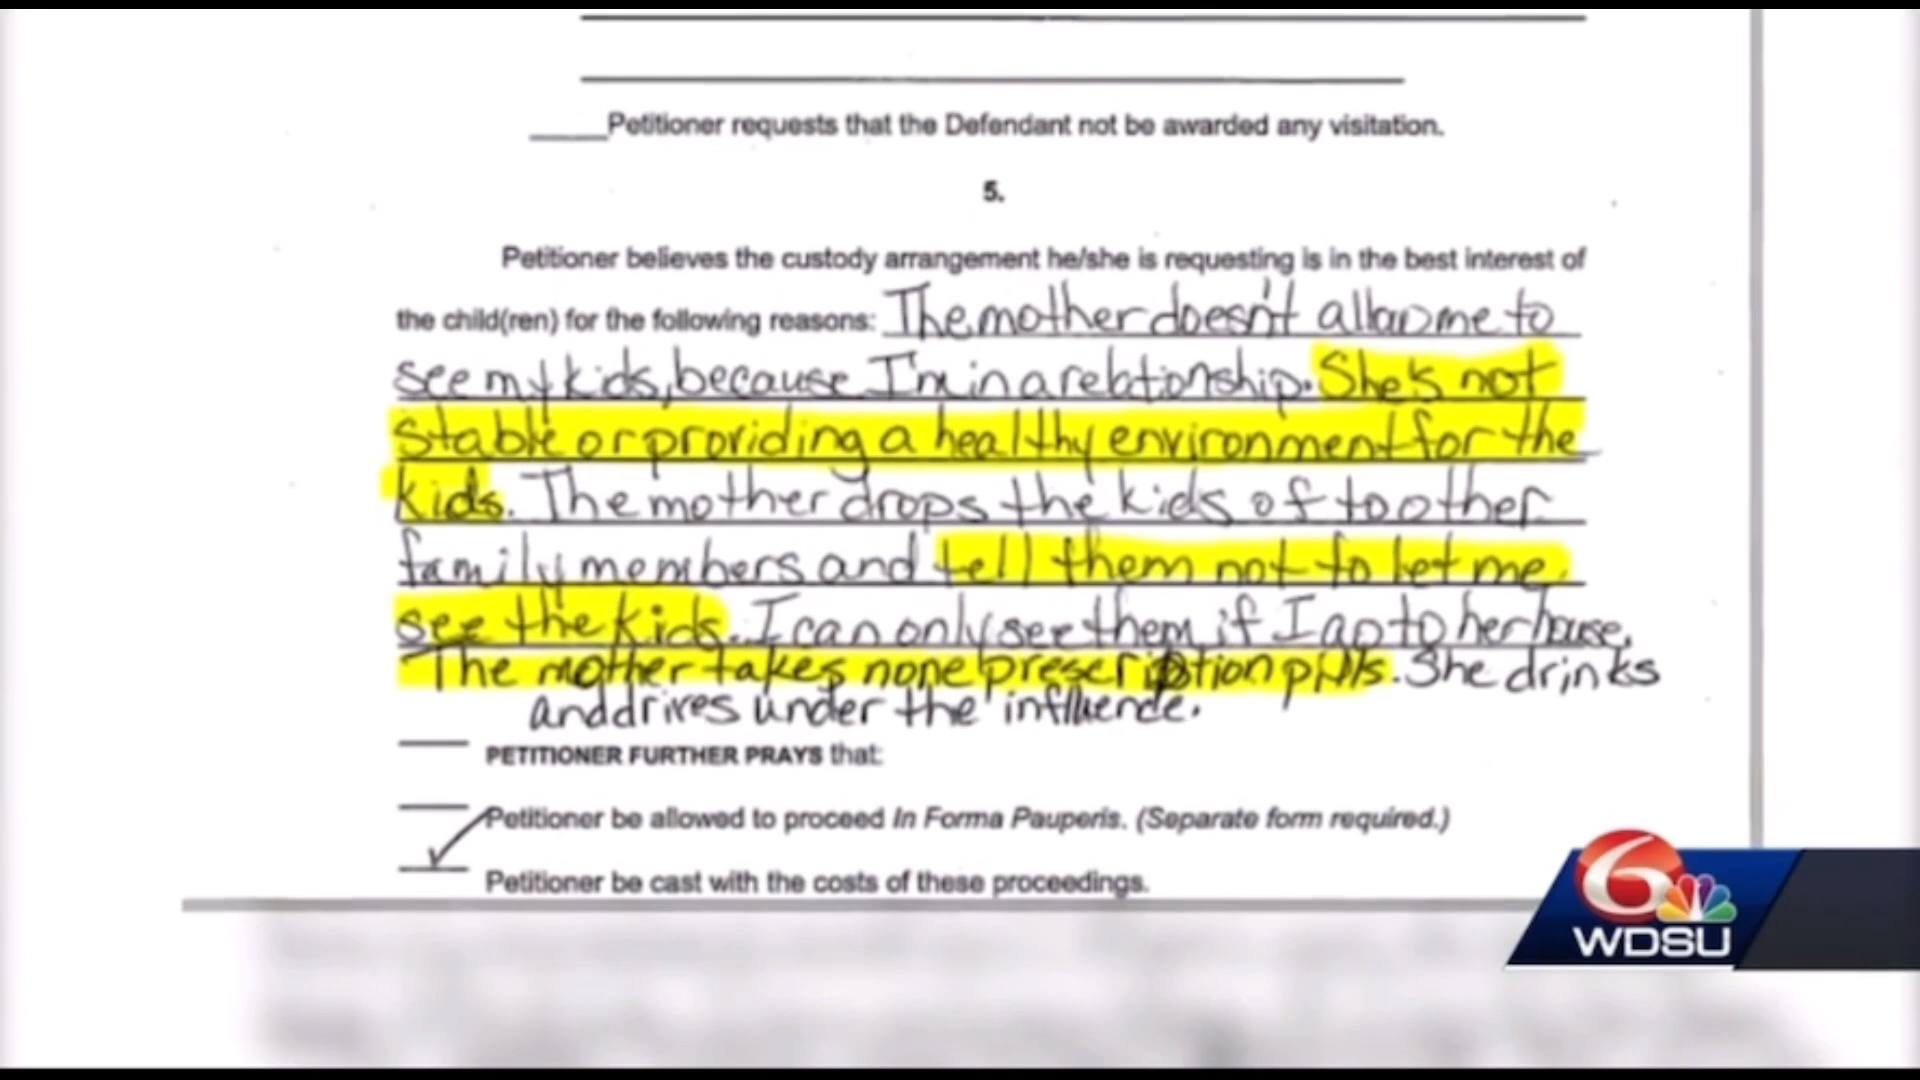 _____Petitioner requests that the Defendant not be awarded any visitation.
5.
Petitioner believes the custody arrangement he/she is requesting is in the best interest of
the child(ren) for the following reasons: The mother doesn't allow me to
see my kids, because I'm in a relationship. She's not
stable or providing a healthy environment for the
kids. The mother drops the kids of to other
family members and tell them not to let me
see the kids. I can only see them if I go to her house.
The mother takes none prescription pills. She drinks
and drives under the influence.
PETITIONER FURTHER PRAYS that:
Petitioner be allowed to proceed In Forma Pauperis. (Separate form required.)
Petitioner be cast with the costs of these proceedings.
6
WDSU